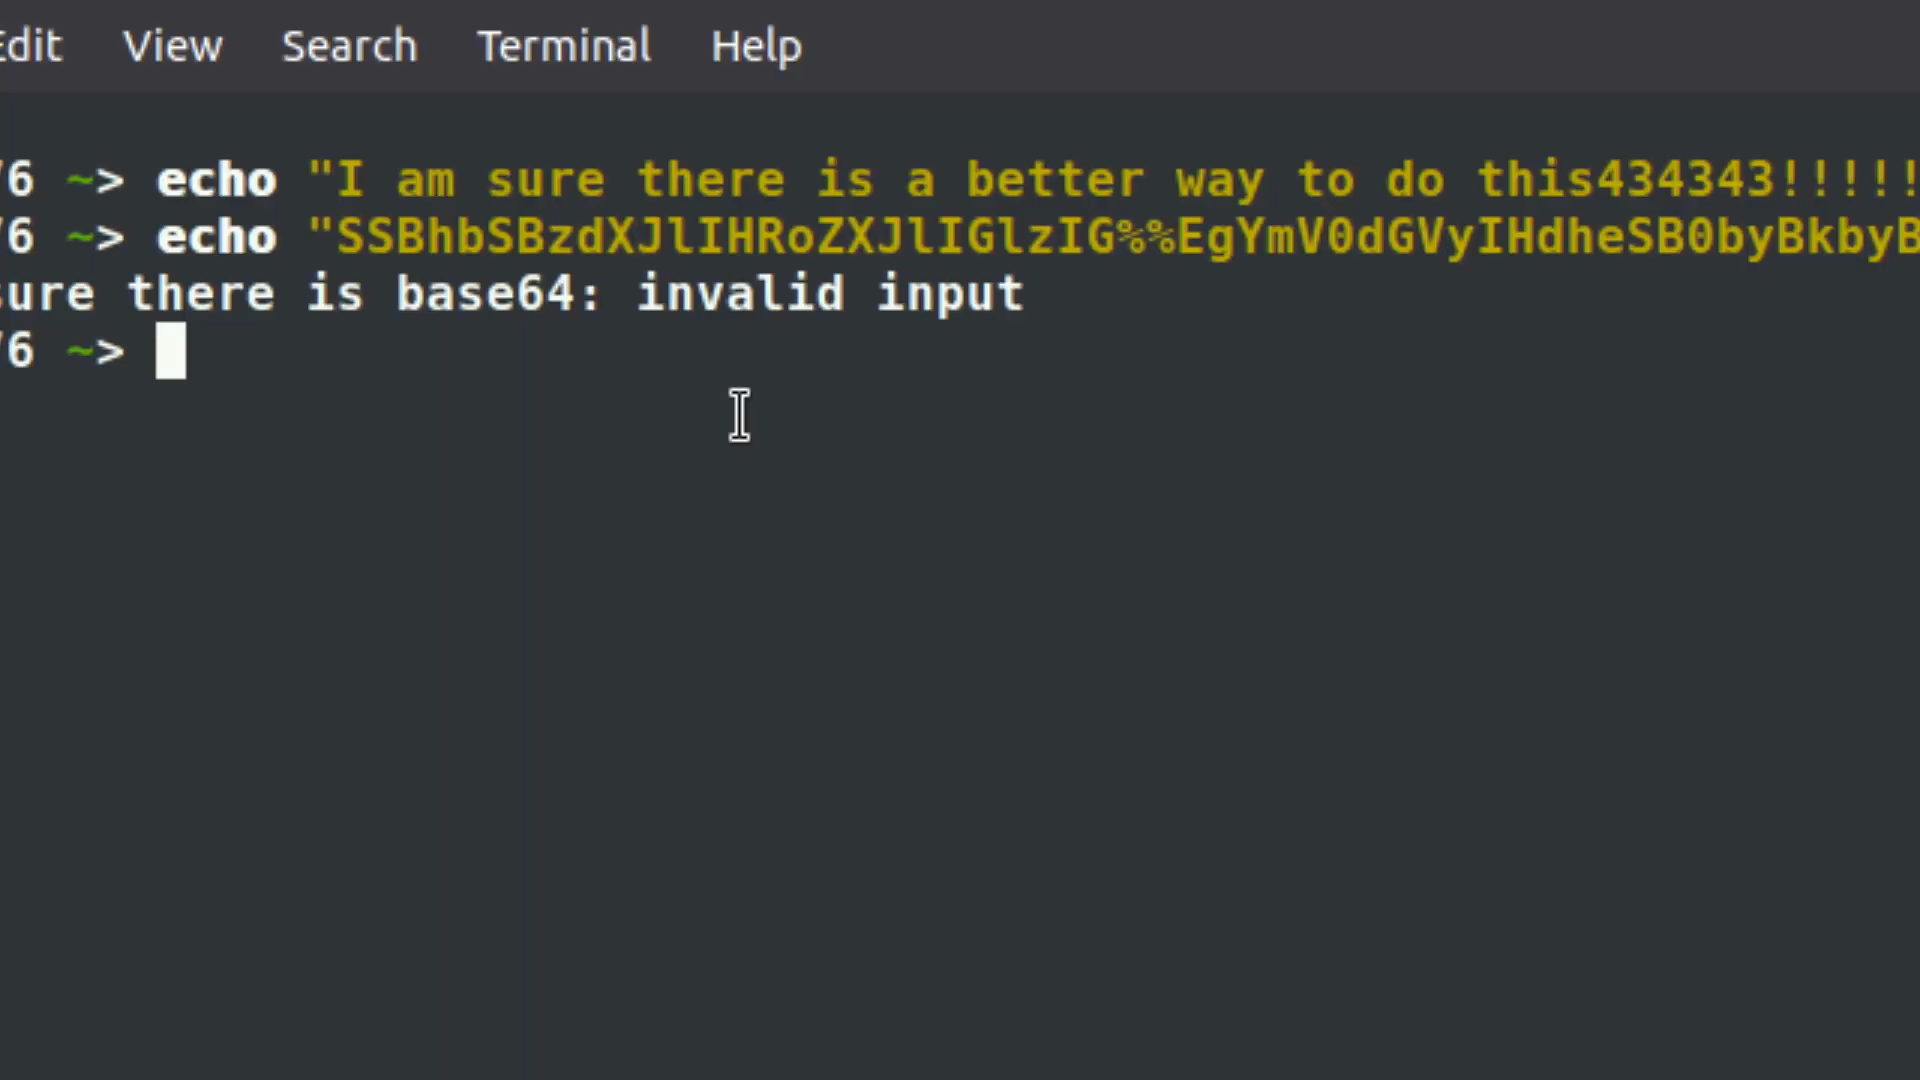 Edit View Search Terminal Help
76 ~> echo "I am sure there is a better way to do this434343!!!!!
76 ~> echo "SSBhbSBzdXJlIHRoZXJlIGlzIG%%EgYmV0dGVyIHdheSB0byBkbyB
sure there is base64: invalid input
76 ~>